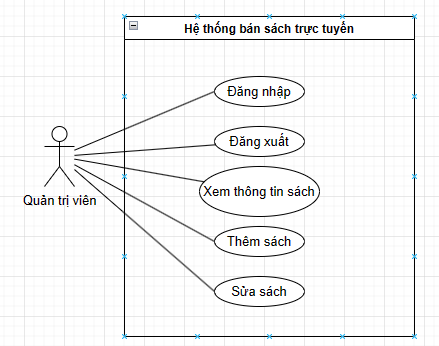 Hệ thống bán sách trực tuyến
Đăng nhập
Đăng xuất
Xem thông tin sách
Quản trị viên
Thêm sách
Sửa sách